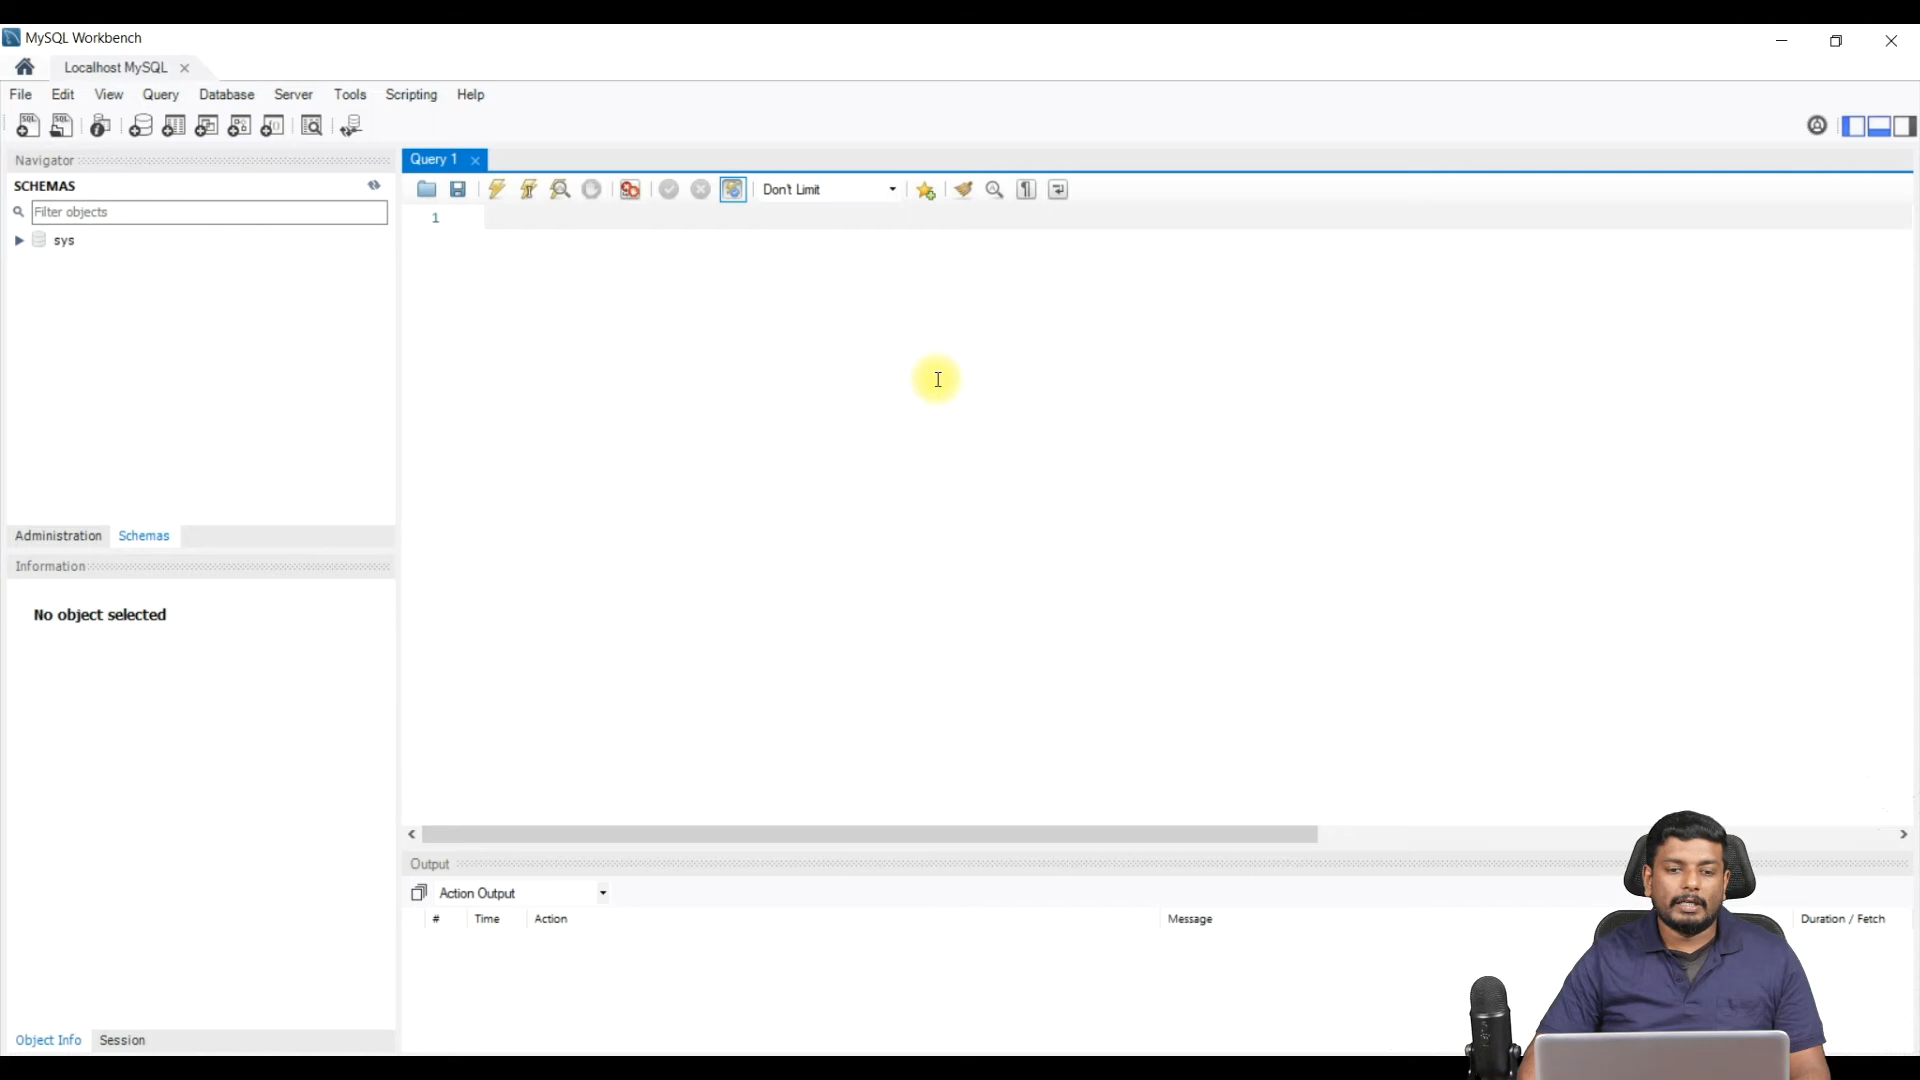 MySQL Workbench
Localhost MySQL
File Edit View Query Database Server Tools Scripting Help
SQL SQL
Navigator
SCHEMAS
Filter objects
sys
Administration Schemas
Information
No object selected
Object Info Session
Query 1
Don't Limit
1
Output
Action Output
# Time Action Message Duration / Fetch